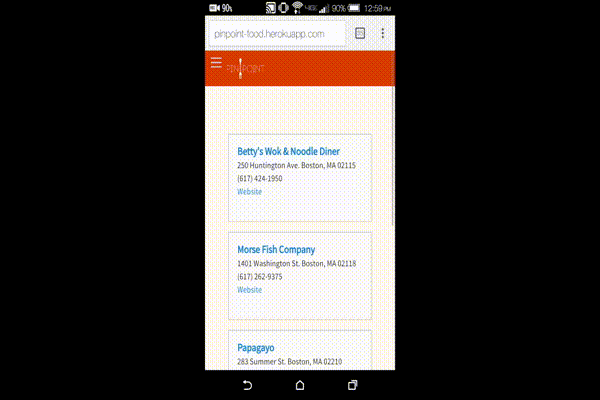 90% 12:59 PM
pinpoint-food.herokuapp.com
PINPOINT
Betty's Wok & Noodle Diner
250 Huntington Ave. Boston, MA 02115
(617) 424-1950
Website
Morse Fish Company
1401 Washington St. Boston, MA 02118
(617) 262-9375
Website
Papagayo
283 Summer St. Boston, MA 02210